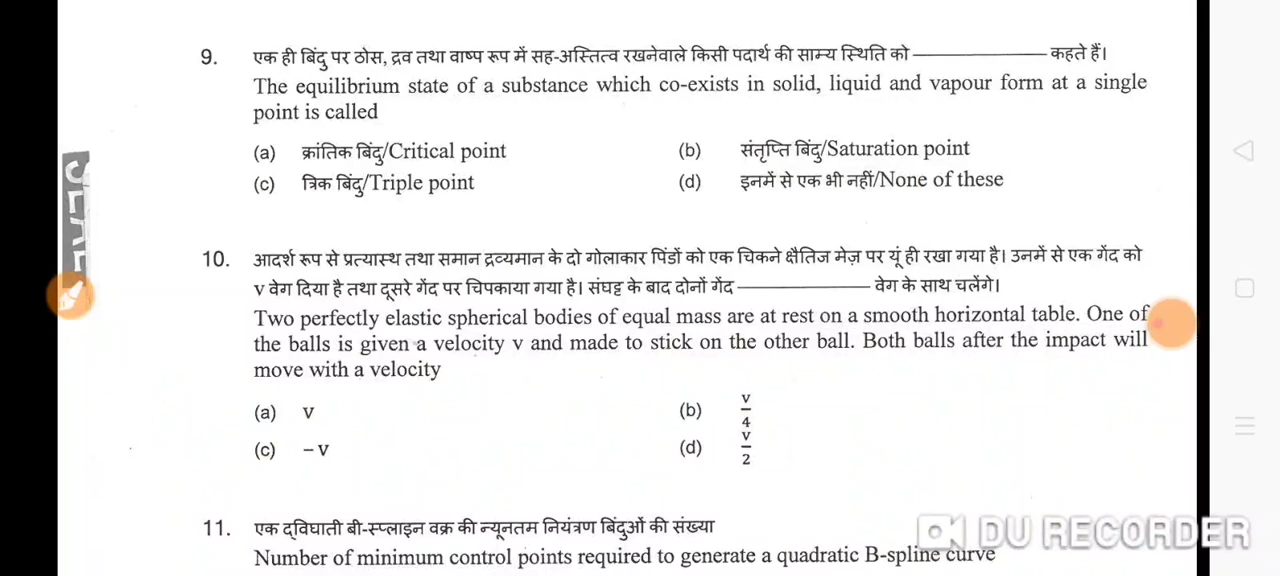 9. एक ही बिंदु पर ठोस, द्रव तथा वाष्प रूप में सह-अस्तित्व रखनेवाले किसी पदार्थ की साम्य स्थिति को ——————— कहते हैं।
The equilibrium state of a substance which co-exists in solid, liquid and vapour form at a single
point is called
(a) क्रांतिक बिंदु/Critical point (b) संतृप्ति बिंदु/Saturation point
(c) त्रिक बिंदु/Triple point (d) इनमें से एक भी नहीं/None of these
10. आदर्श रूप से प्रत्यास्थ तथा समान द्रव्यमान के दो गोलाकार पिंडों को एक चिकने क्षैतिज मेज़ पर यूं ही रखा गया है। उनमें से एक गेंद को
v वेग दिया है तथा दूसरे गेंद पर चिपकाया गया है। संघट्ट के बाद दोनों गेंद ——————— वेग के साथ चलेंगे।
Two perfectly elastic spherical bodies of equal mass are at rest on a smooth horizontal table. One of
the balls is given a velocity v and made to stick on the other ball. Both balls after the impact will
move with a velocity
(a) v (b) v/4
(c) – v (d) v/2
11. एक द्विघाती बी-स्प्लाइन वक्र की न्यूनतम नियंत्रण बिंदुओं की संख्या
DU RECORDER
Number of minimum control points required to generate a quadratic B-spline curve